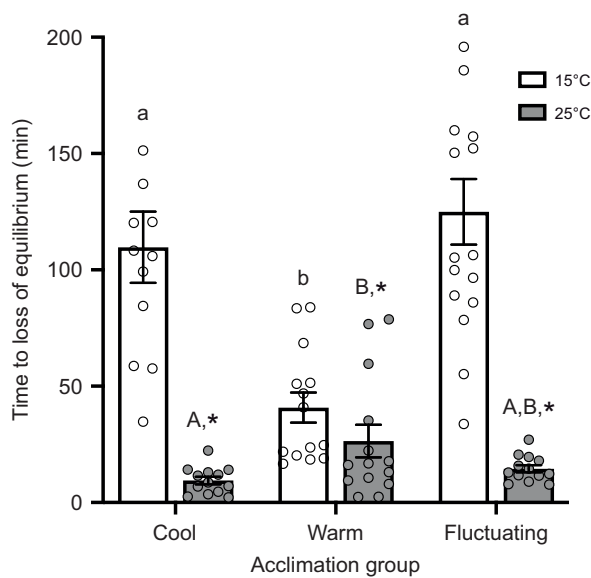 Time to loss of equilibrium (min)
200
150
100
50
0
a
A,*
b
B,*
a
A,B,*
15°C
25°C
Cool
Warm
Fluctuating
Acclimation group